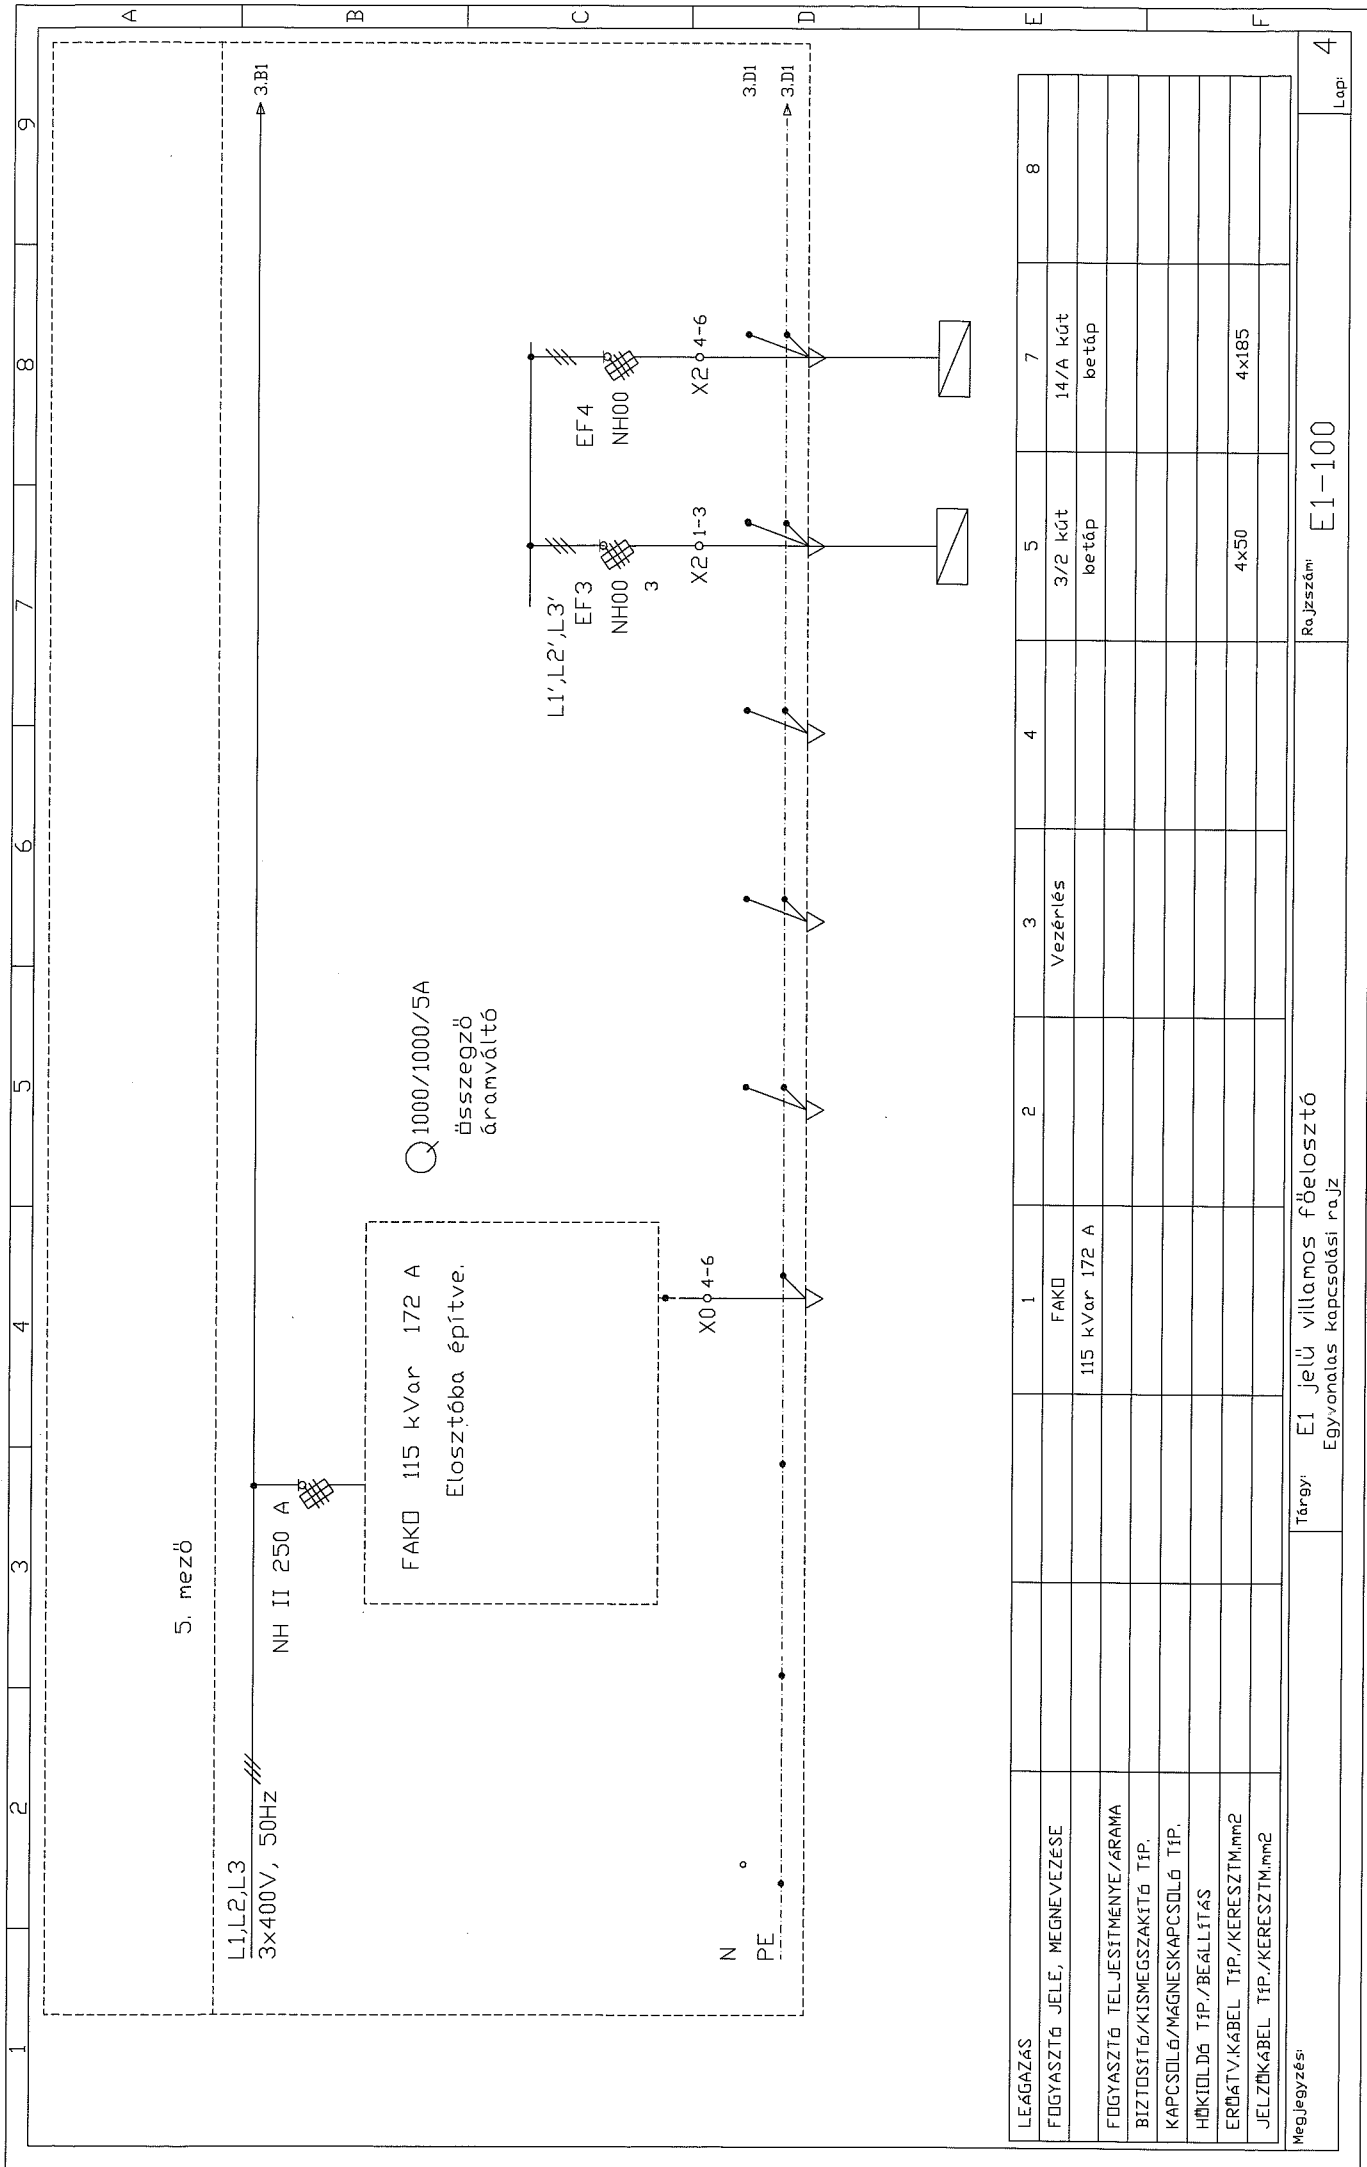 1 2 3 4 5 6 7 8 9
A
B
C
D
E
F
5. mező
L1,L2,L3
3x400V, 50Hz
3.B1
NH II 250 A
FAKO 115 kVar 172 A
Elosztóba építve.
1000/1000/5A
összegző
áramváltó
L1',L2',L3'
EF3
NH00
3
EF4
NH00
X0 4-6
X2 1-3
X2 4-6
N
PE
3.D1
3.D1
LEÁGAZÁS 1 2 3 4 5 7 8
FOGYASZTÓ JELE, MEGNEVEZÉSE FAKO Vezérlés 3/2 kút 14/A kút
115 kVar 172 A betáp betáp
FOGYASZTÓ TELJESÍTMÉNYE/ÁRAMA
BIZTOSÍTÓ/KISMEGSZAKÍTÓ TíP.
KAPCSOLÓ/MÁGNESKAPCSOLÓ TíP.
HŐKIOLDÓ TíP./BEÁLLÍTÁS
ERŐÁTV.KÁBEL TíP./KERESZTM.mm2 4x50 4x185
JELZŐKÁBEL TíP./KERESZTM.mm2
Megjegyzés:
Tárgy: E1 jelű villamos főelosztó
Egyvonalas kapcsolási rajz
Rajzszám: E1-100
Lap: 4